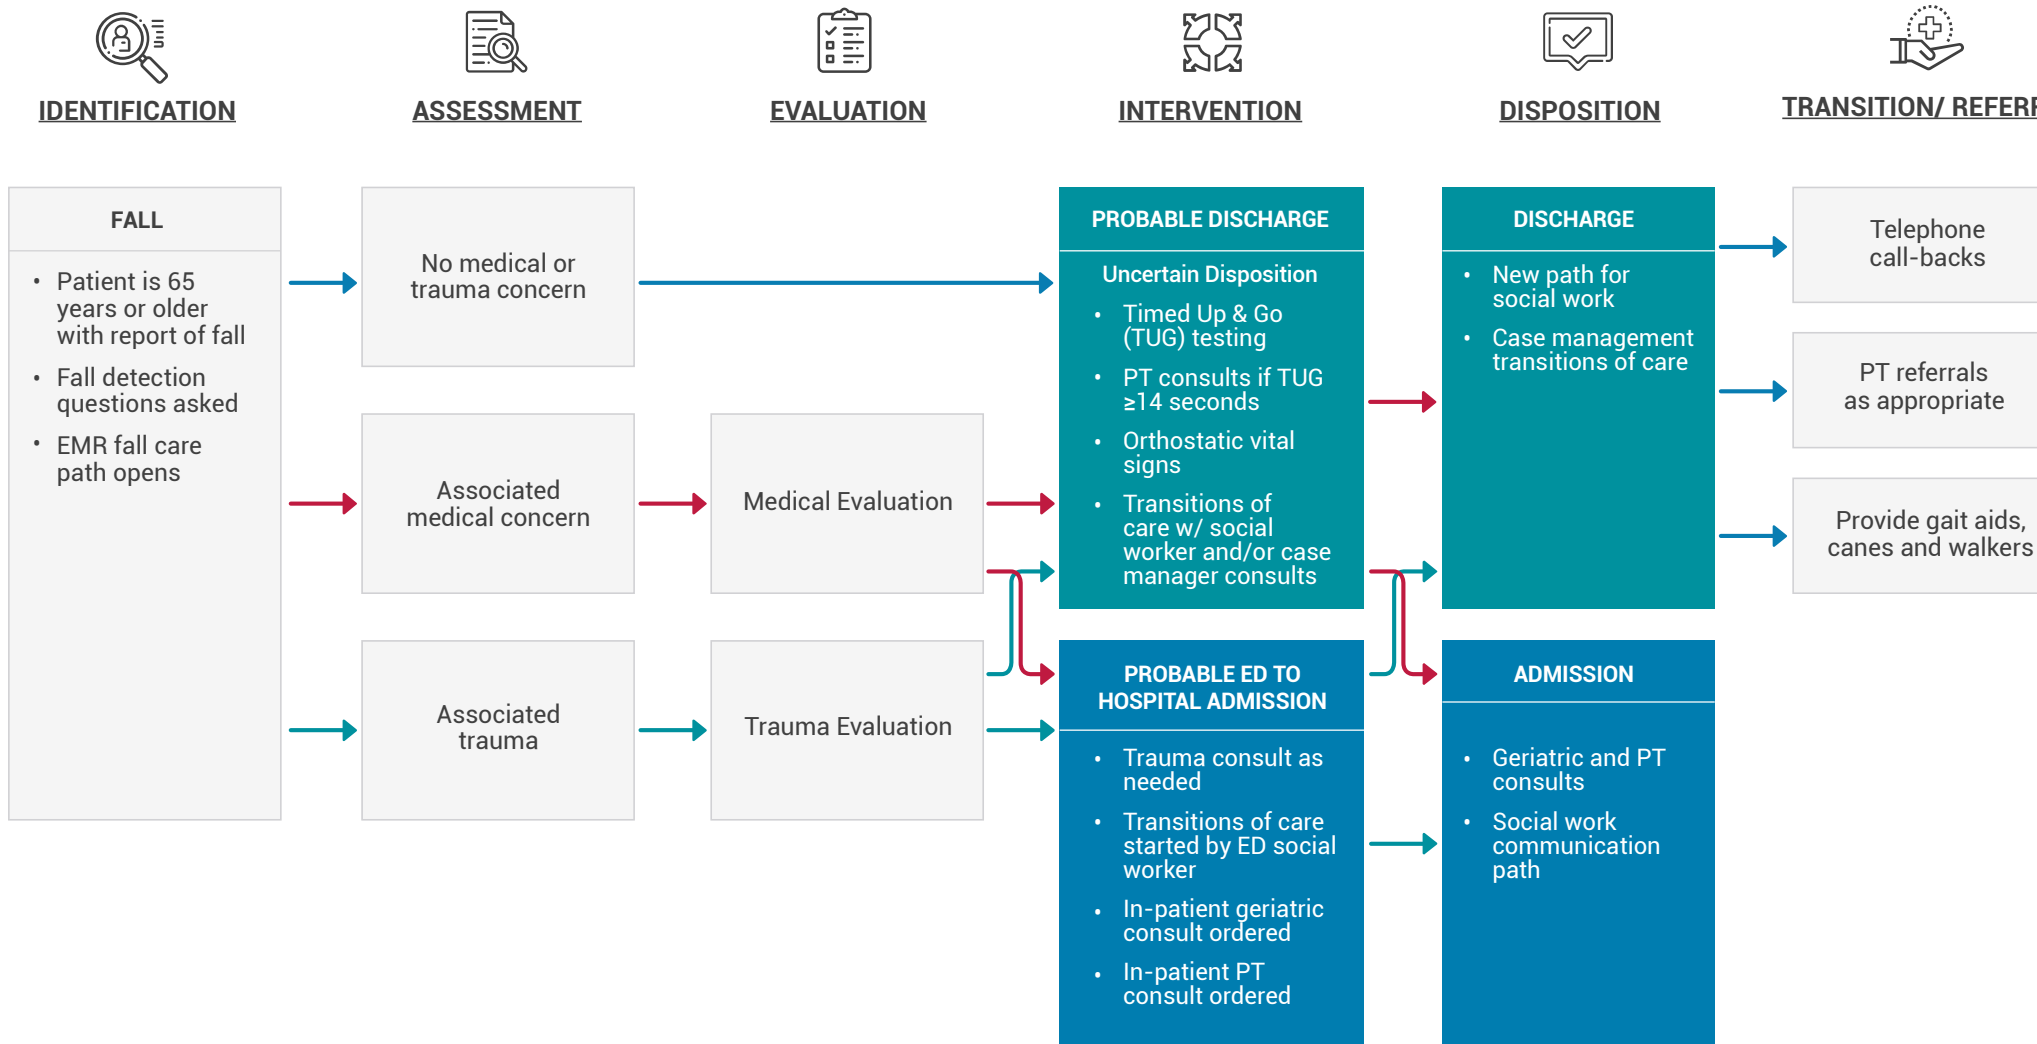 IDENTIFICATION
ASSESSMENT
EVALUATION
INTERVENTION
DISPOSITION
TRANSITION/ REFERR
FALL
• Patient is 65
years or older
with report of fall
• Fall detection
questions asked
• EMR fall care
path opens
No medical or
trauma concern
Associated
medical concern
Associated
trauma
Medical Evaluation
Trauma Evaluation
PROBABLE DISCHARGE
Uncertain Disposition
• Timed Up & Go
(TUG) testing
• PT consults if TUG
≥14 seconds
• Orthostatic vital
signs
• Transitions of
care w/ social
worker and/or case
manager consults
PROBABLE ED TO
HOSPITAL ADMISSION
• Trauma consult as
needed
• Transitions of care
started by ED social
worker
• In-patient geriatric
consult ordered
• In-patient PT
consult ordered
DISCHARGE
• New path for
social work
• Case management
transitions of care
ADMISSION
• Geriatric and PT
consults
• Social work
communication
path
Telephone
call-backs
PT referrals
as appropriate
Provide gait aids,
canes and walkers